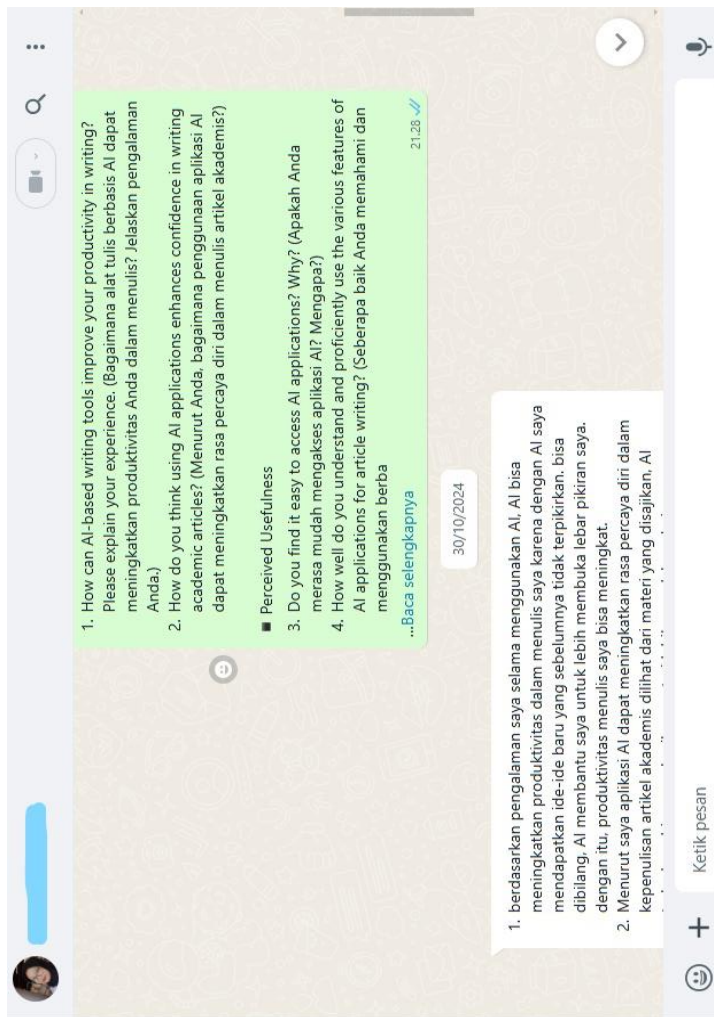 1. How can AI-based writing tools improve your productivity in writing?
Please explain your experience. (Bagaimana alat tulis berbasis AI dapat
meningkatkan produktivitas Anda dalam menulis? Jelaskan pengalaman
Anda.)
2. How do you think using AI applications enhances confidence in writing
academic articles? (Menurut Anda, bagaimana penggunaan aplikasi AI
dapat meningkatkan rasa percaya diri dalam menulis artikel akademis?)
■ Perceived Usefulness
3. Do you find it easy to access AI applications? Why? (Apakah Anda
merasa mudah mengakses aplikasi AI? Mengapa?)
4. How well do you understand and proficiently use the various features of
AI applications for article writing? (Seberapa baik Anda memahami dan
menggunakan berba
...Baca selengkapnya
21.28
30/10/2024
1. berdasarkan pengalaman saya selama menggunakan AI, AI bisa
meningkatkan produktivitas dalam menulis saya karena dengan AI saya
mendapatkan ide-ide baru yang sebelumnya tidak terpikirkan. bisa
dibilang, AI membantu saya untuk lebih membuka lebar pikiran saya.
dengan itu, produktivitas menulis saya bisa meningkat.
2. Menurut saya aplikasi AI dapat meningkatkan rasa percaya diri dalam
kepenulisan artikel akademis dilihat dari materi yang disajikan, AI
Ketik pesan